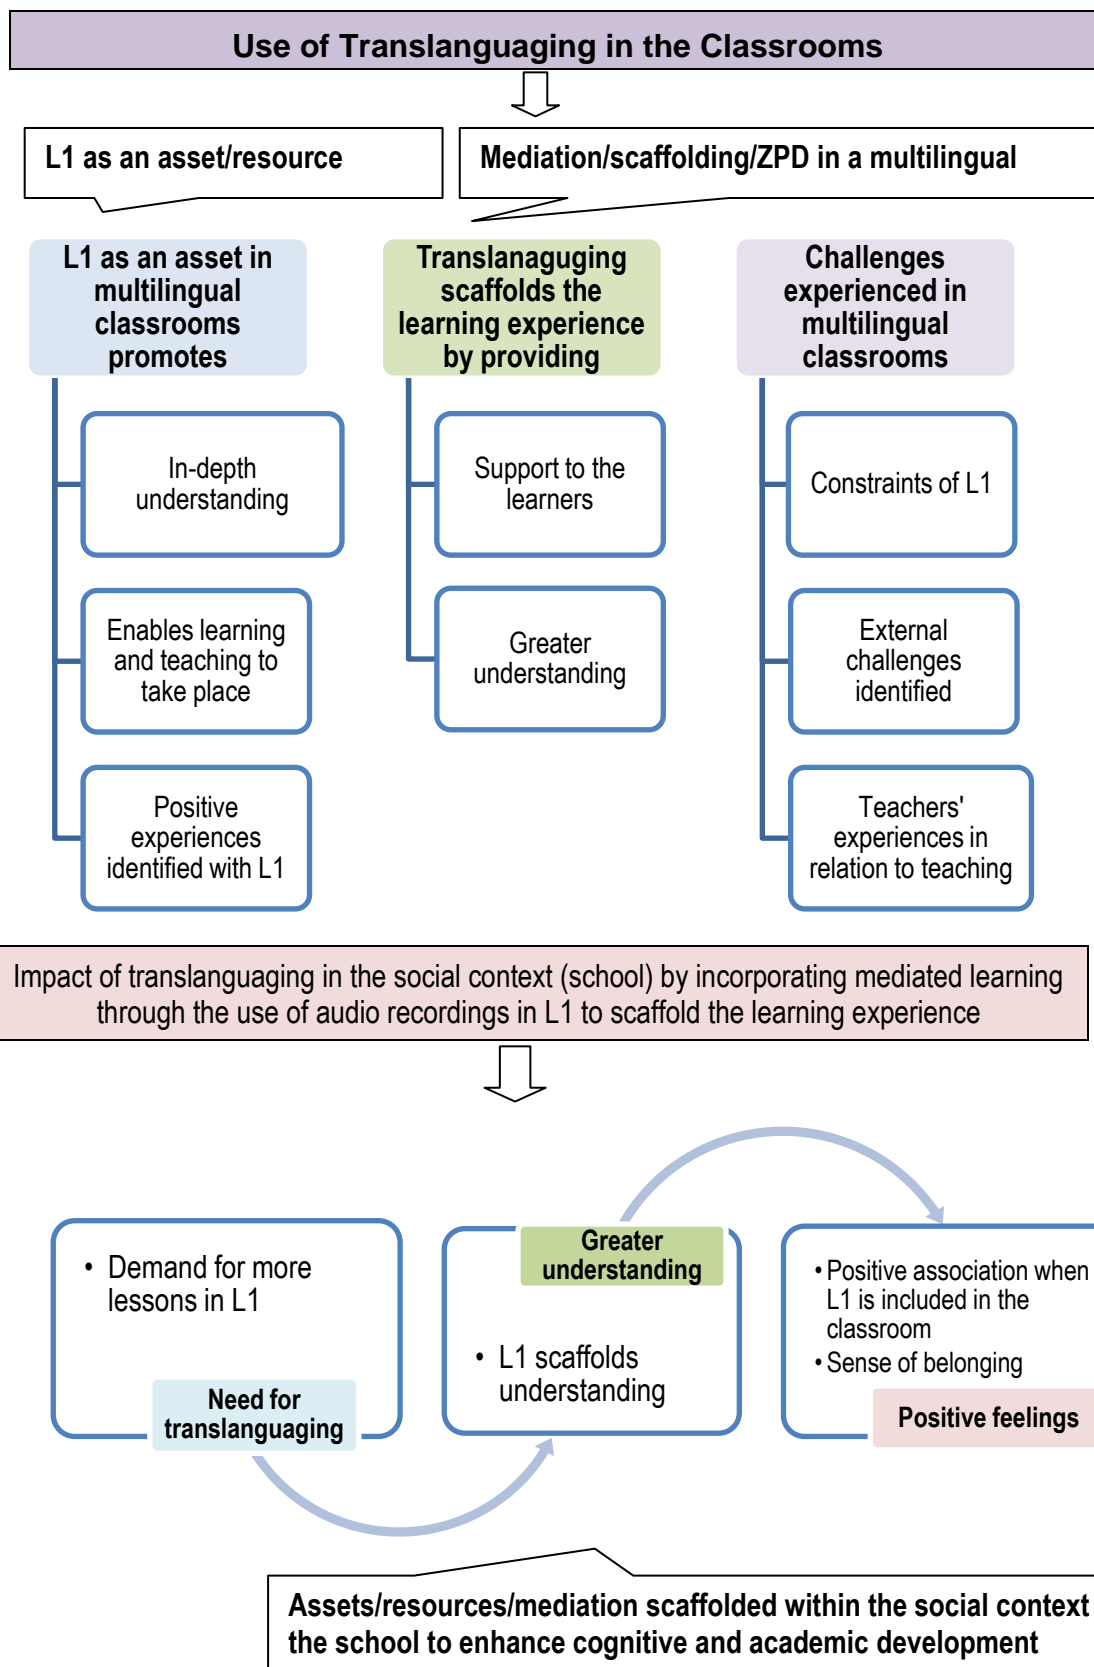 Use of Translanguaging in the Classrooms
L1 as an asset/resource
Mediation/scaffolding/ZPD in a multilingual
L1 as an asset in
multilingual
classrooms
promotes
In-depth
understanding
Enables learning
and teaching to
take place
Positive
experiences
identified with L1
Translanaguging
scaffolds the
learning experience
by providing
Support to the
learners
Greater
understanding
Challenges
experienced in
multilingual
classrooms
Constraints of L1
External
challenges
identified
Teachers'
experiences in
relation to teaching
Impact of translanguaging in the social context (school) by incorporating mediated learning
through the use of audio recordings in L1 to scaffold the learning experience
• Demand for more
lessons in L1
Need for
translanguaging
Greater
understanding
• L1 scaffolds
understanding
• Positive association when
L1 is included in the
classroom
• Sense of belonging
Positive feelings
Assets/resources/mediation scaffolded within the social context
the school to enhance cognitive and academic development